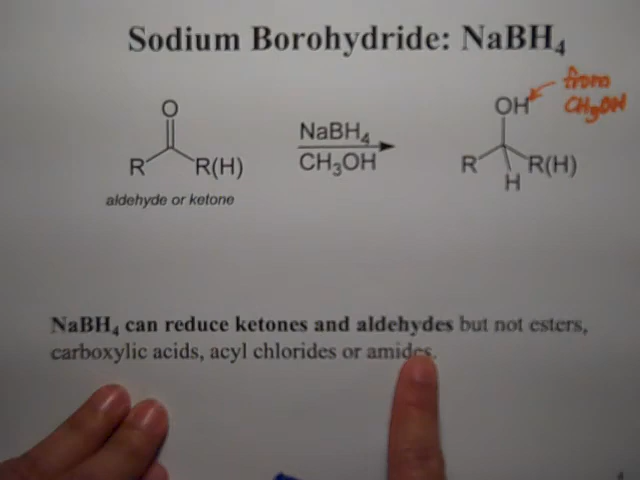 Sodium Borohydride: NaBH₄
from
CH₃OH
O
OH
NaBH₄
CH₃OH
R R(H)
R R(H)
H
aldehyde or ketone
NaBH₄ can reduce ketones and aldehydes but not esters,
carboxylic acids, acyl chlorides or amides.